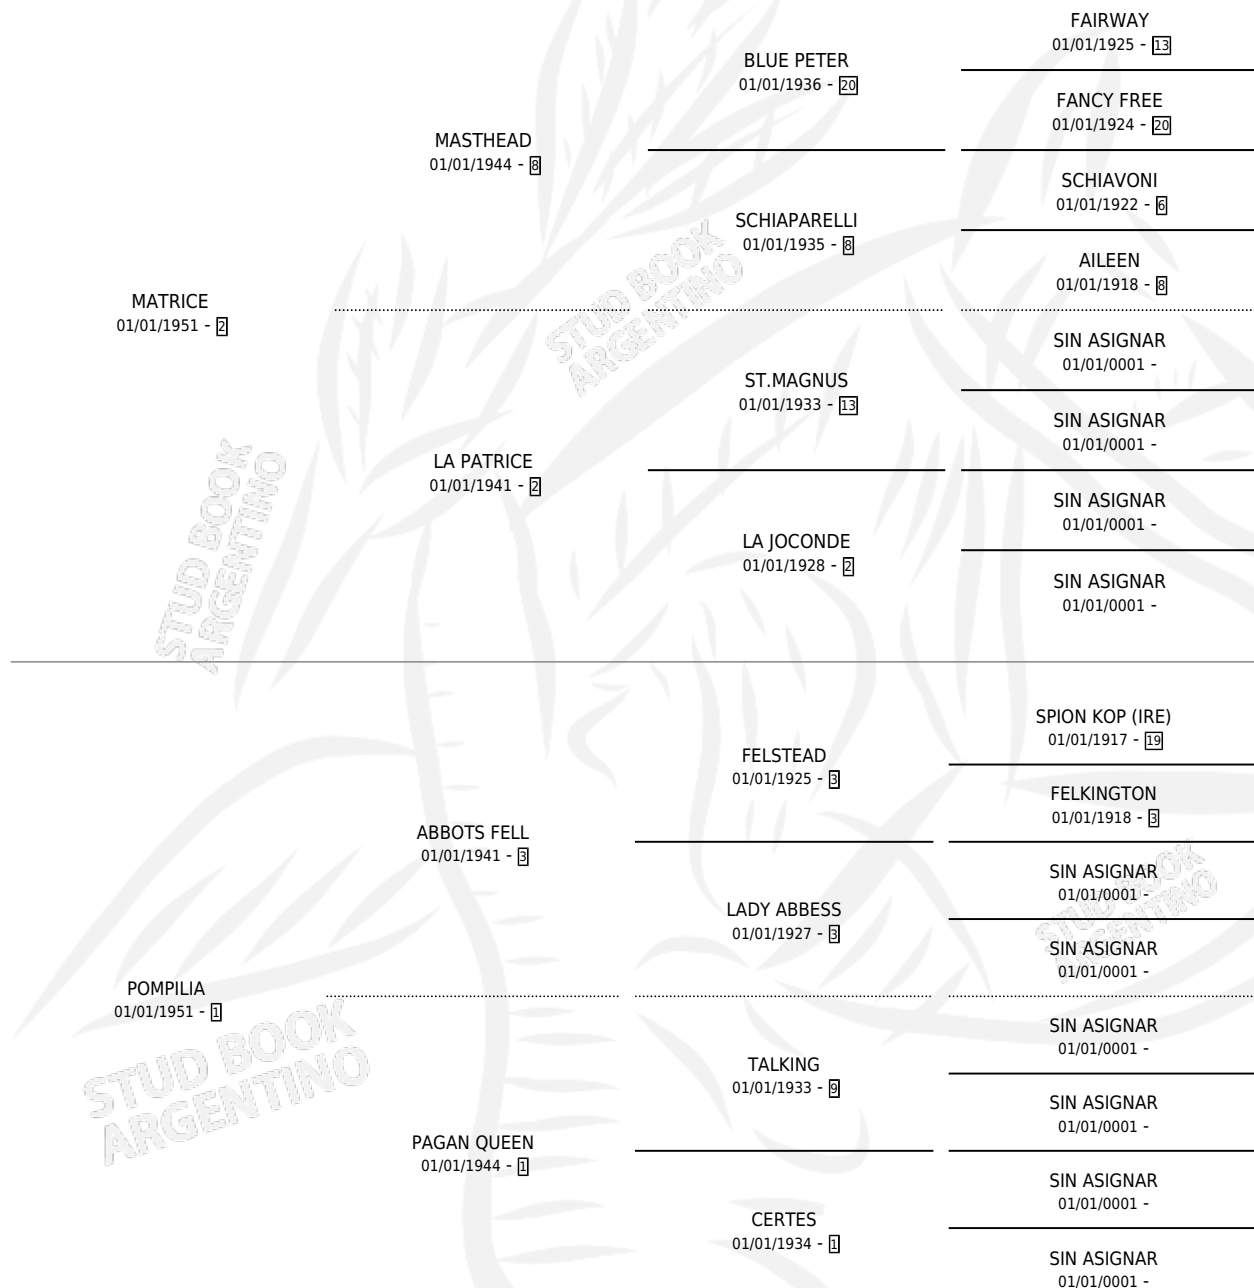 FAIRWAY
01/01/1925 - 13
BLUE PETER
01/01/1936 - 20
FANCY FREE
01/01/1924 - 20
MASTHEAD
01/01/1944 - 8
SCHIAVONI
01/01/1922 - 6
SCHIAPARELLI
01/01/1935 - 8
AILEEN
01/01/1918 - 8
MATRICE
01/01/1951 - 2
SIN ASIGNAR
01/01/0001 -
ST.MAGNUS
01/01/1933 - 13
SIN ASIGNAR
01/01/0001 -
LA PATRICE
01/01/1941 - 2
SIN ASIGNAR
01/01/0001 -
LA JOCONDE
01/01/1928 - 2
SIN ASIGNAR
01/01/0001 -
STUD BOOK
ARGENTINO
STUD BOOK
ARGENTINO
SPION KOP (IRE)
01/01/1917 - 19
FELSTEAD
01/01/1925 - 3
FELKINGTON
01/01/1918 - 3
ABBOTS FELL
01/01/1941 - 3
SIN ASIGNAR
01/01/0001 -
LADY ABBESS
01/01/1927 - 3
SIN ASIGNAR
01/01/0001 -
POMPILIA
01/01/1951 - 1
SIN ASIGNAR
01/01/0001 -
TALKING
01/01/1933 - 9
SIN ASIGNAR
01/01/0001 -
PAGAN QUEEN
01/01/1944 - 1
SIN ASIGNAR
01/01/0001 -
CERTES
01/01/1934 - 1
SIN ASIGNAR
01/01/0001 -
STUD BOOK
ARGENTINO
STUD BOOK
ARGENTINO